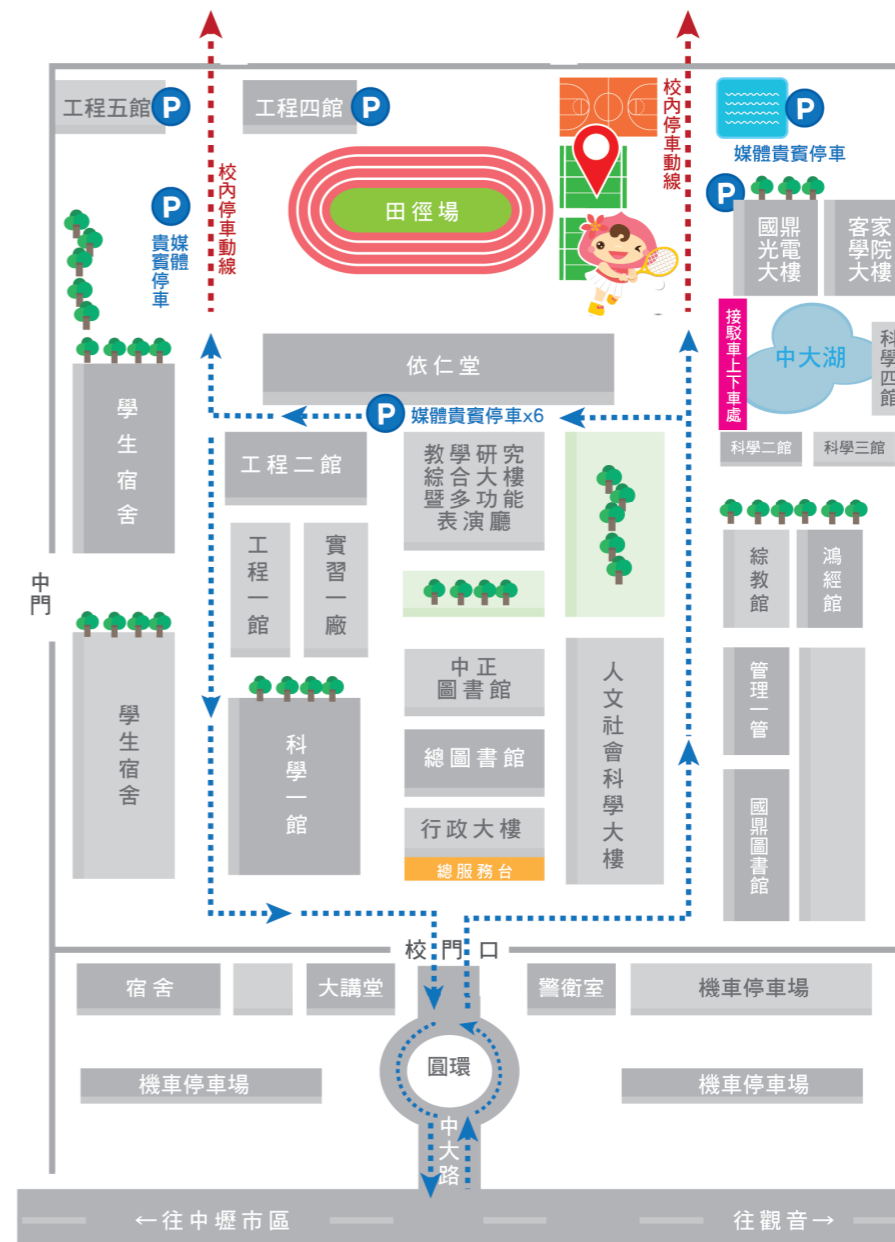 工程五館
P
工程四館
P
校內停車動線
校內停車動線
P
媒體貴賓停車
P
媒體
貴賓停車
田徑場
P
國鼎
光電
大樓
客家
學院
大樓
接駁車上下車處
中大湖
科學四館
依仁堂
P
媒體貴賓停車x6
學生宿舍
工程二館
教學研究
綜合大樓
暨多功能
表演廳
科學二館
科學三館
工程一館
實習一廠
綜教館
鴻經館
中門
中正
圖書館
人文社會科學大樓
管理一管
學生宿舍
科學一館
總圖書館
行政大樓
總服務台
國鼎圖書館
校門口
宿舍
大講堂
警衛室
機車停車場
圓環
機車停車場
機車停車場
中大路
←往中壢市區
往觀音→